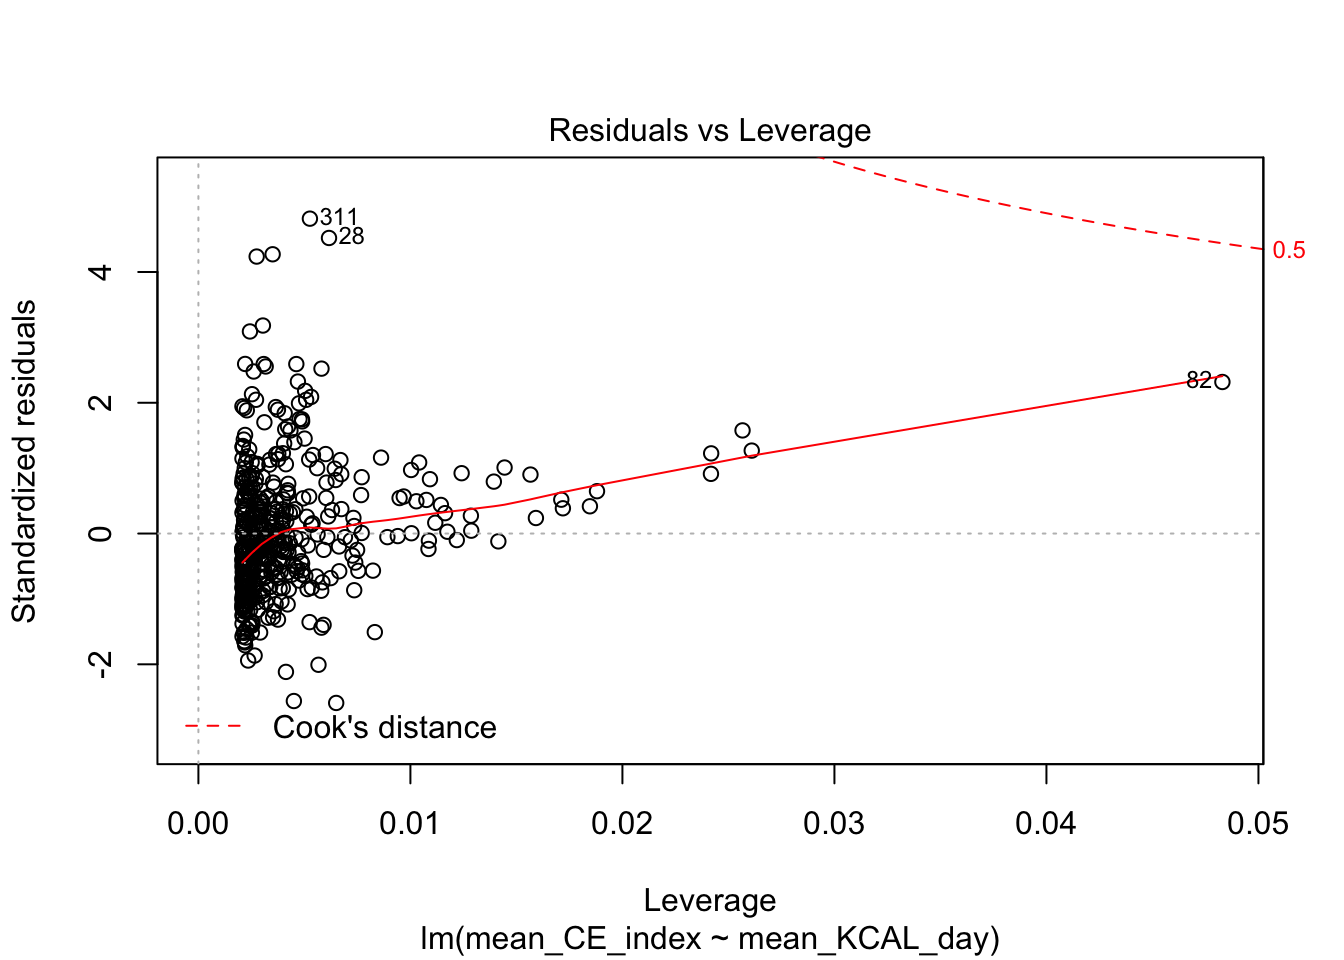 Residuals vs Leverage
Standardized residuals
4
2
0
-2
311
28
0.5
82
Cook's distance
0.00 0.01 0.02 0.03 0.04 0.05
Leverage
lm(mean_CE_index ~ mean_KCAL_day)